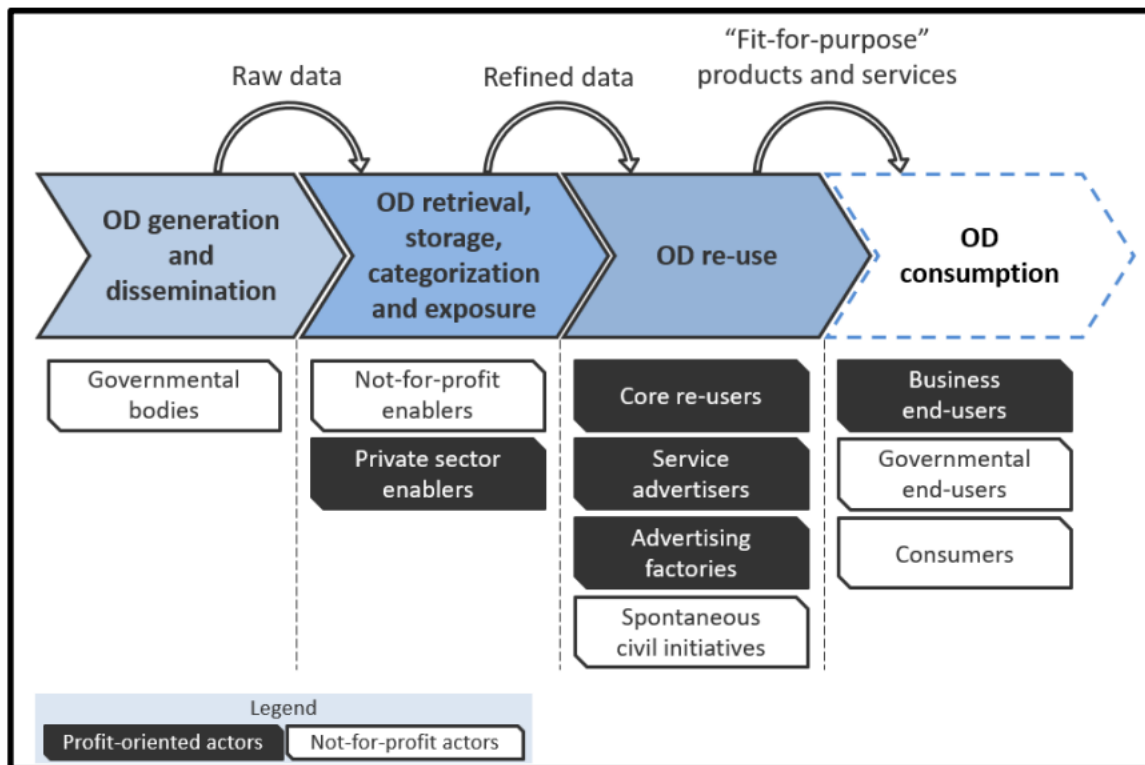 Raw data
Refined data
“Fit-for-purpose”
products and services
OD generation
and
dissemination
OD retrieval,
storage,
categorization
and exposure
OD re-use
OD
consumption
Governmental
bodies
Not-for-profit
enablers
Private sector
enablers
Core re-users
Service
advertisers
Advertising
factories
Spontaneous
civil initiatives
Business
end-users
Governmental
end-users
Consumers
Legend
Profit-oriented actors
Not-for-profit actors